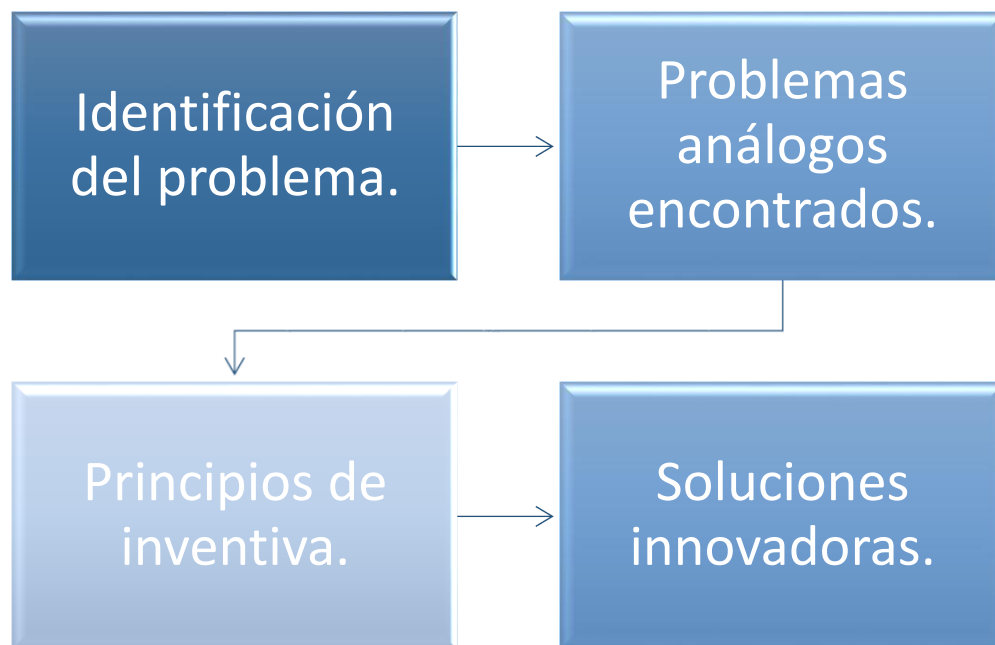 Identificación
del problema.
Problemas
análogos
encontrados.
Principios de
inventiva.
Soluciones
innovadoras.